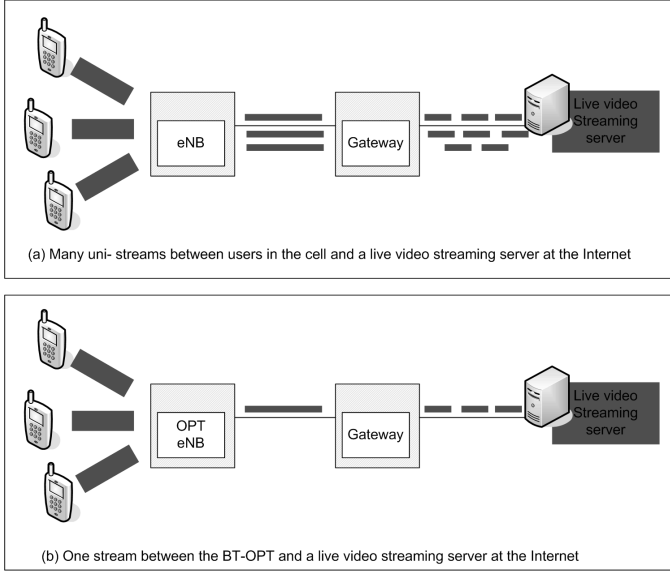 eNB
Gateway
Live video
Streaming
server
(a) Many uni- streams between users in the cell and a live video streaming server at the Internet
OPT
eNB
Gateway
Live video
Streaming
server
(b) One stream between the BT-OPT and a live video streaming server at the Internet